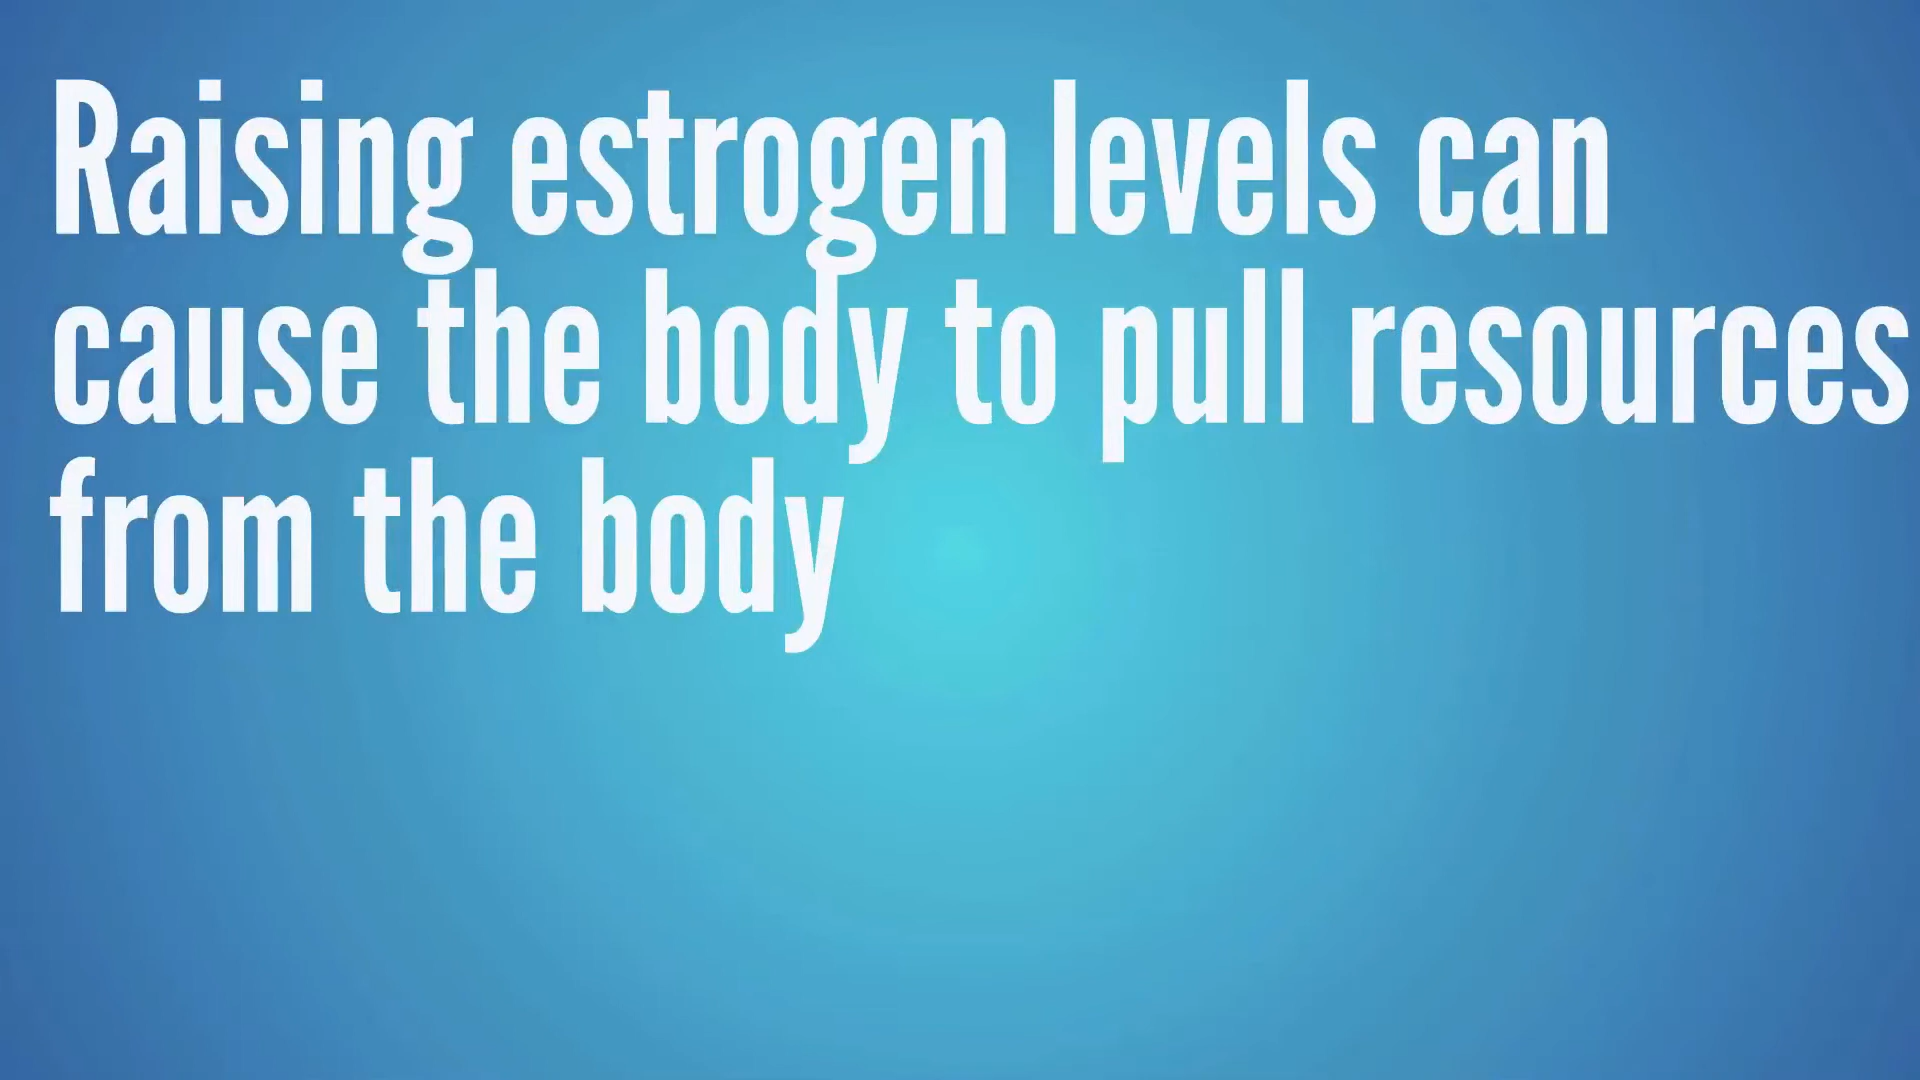 Raising estrogen levels can
cause the body to pull resources
from the body